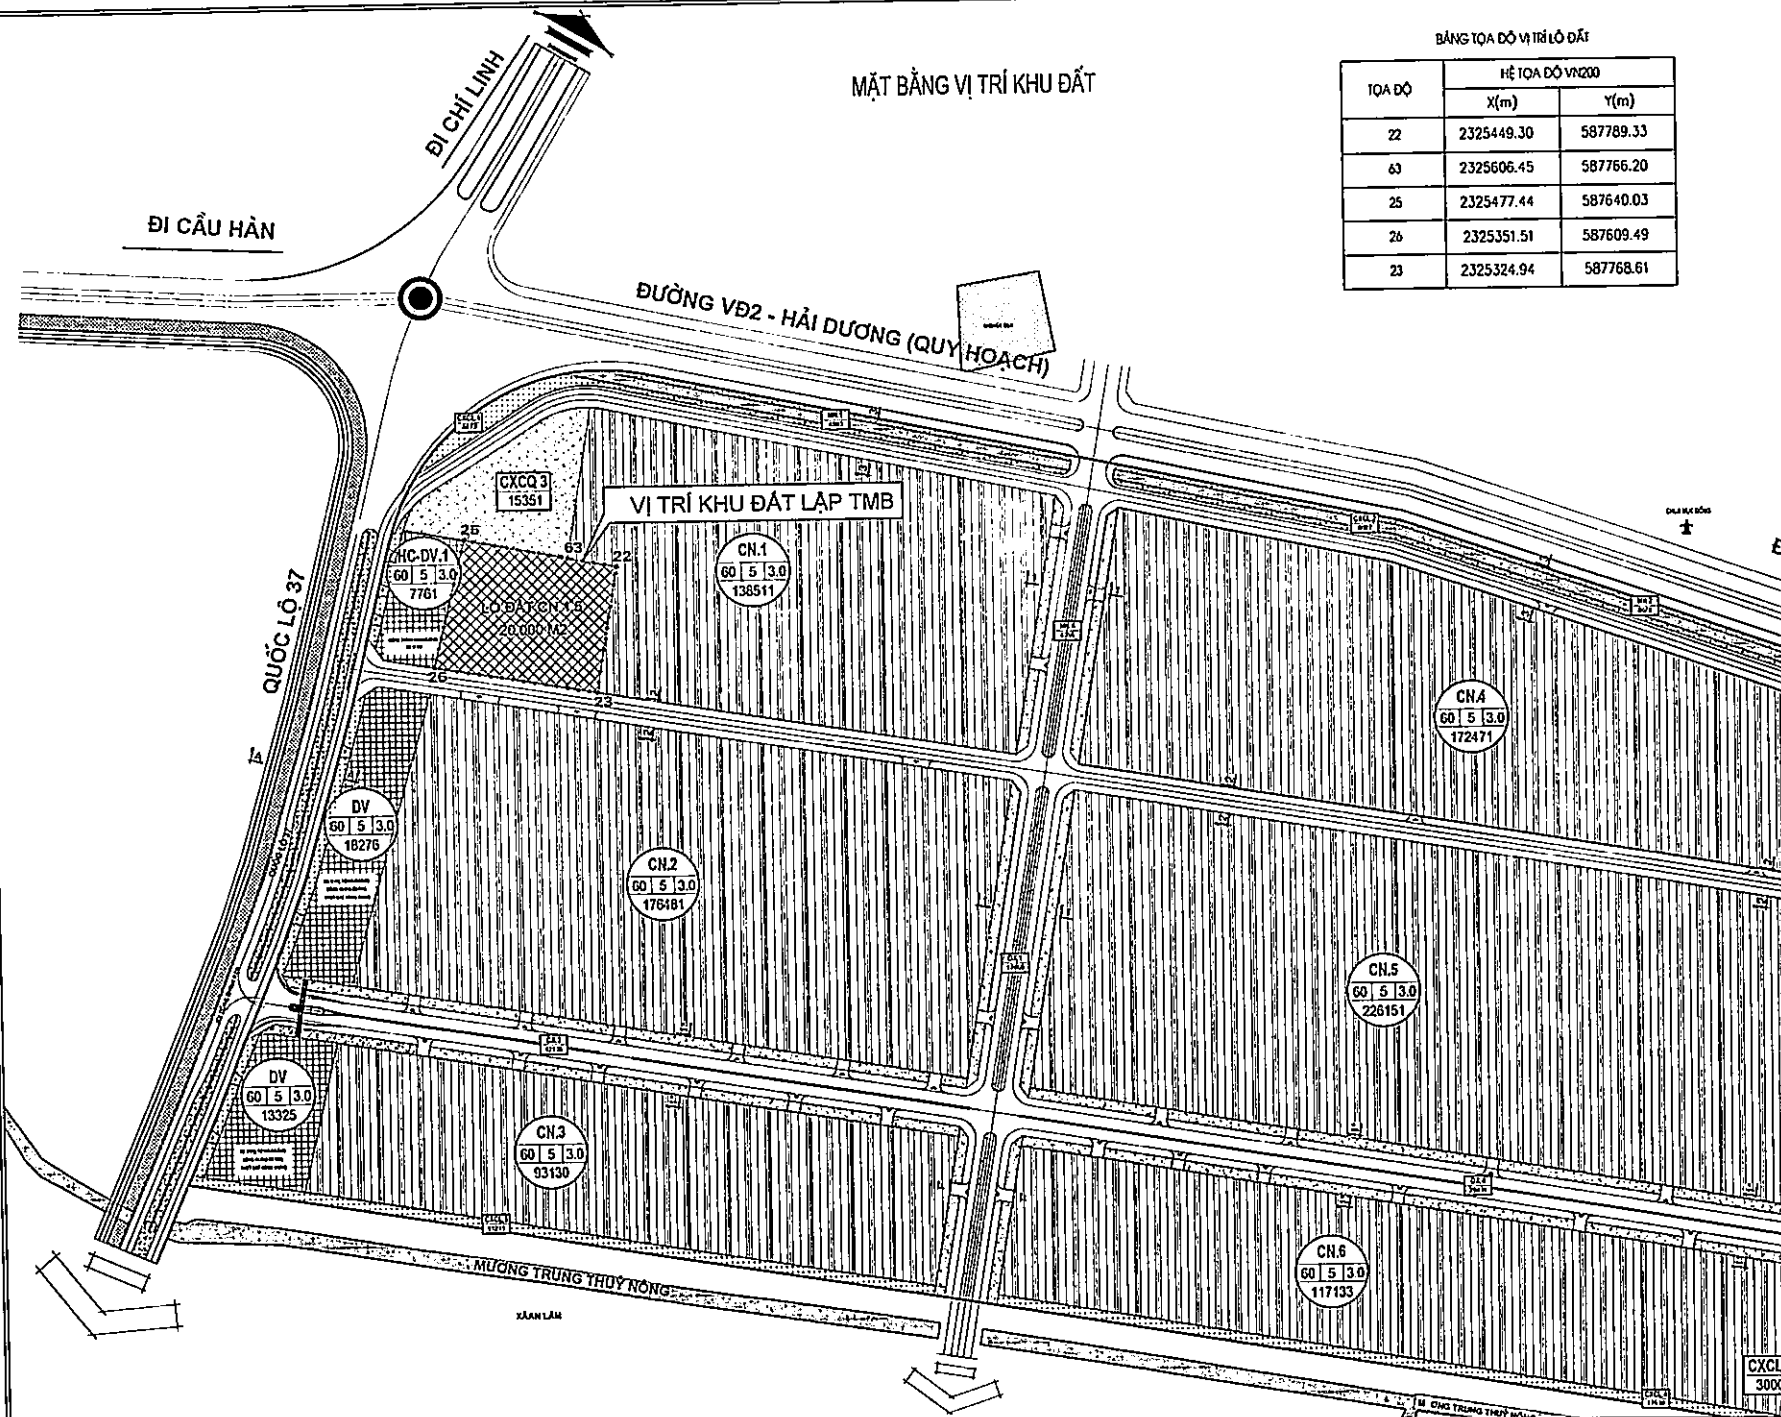 BẢNG TỌA ĐỘ VỊ TRÍ LÔ ĐẤT
TỌA ĐỘ
HỆ TỌA ĐỘ VN200
X(m)
Y(m)
22 2325449.30 587789.33
63 2325606.45 587766.20
25 2325477.44 587640.03
26 2325351.51 587609.49
23 2325324.94 587768.61
MẶT BẰNG VỊ TRÍ KHU ĐẤT
ĐI CHÍ LINH
ĐI CẦU HÀN
ĐƯỜNG VĐ2 - HẢI DƯƠNG (QUY HOẠCH)
CXCQ 3
15351
VỊ TRÍ KHU ĐẤT LẬP TMB
25
63
22
HC-DV.1
60 5 3.0
7761
CN.1
60 5 3.0
138511
LÔ ĐẤT CN 1.5
20.000 M2
QUỐC LỘ 37
26
23
CN.4
60 5 3.0
172471
DV
60 5 3.0
18276
CN.2
60 5 3.0
176481
CN.5
60 5 3.0
226151
DV
60 5 3.0
13325
CN.3
60 5 3.0
93130
CN.6
60 5 3.0
117133
MƯƠNG TRUNG THUỶ NÔNG
XÃ AN LÂM
CXCL
3000